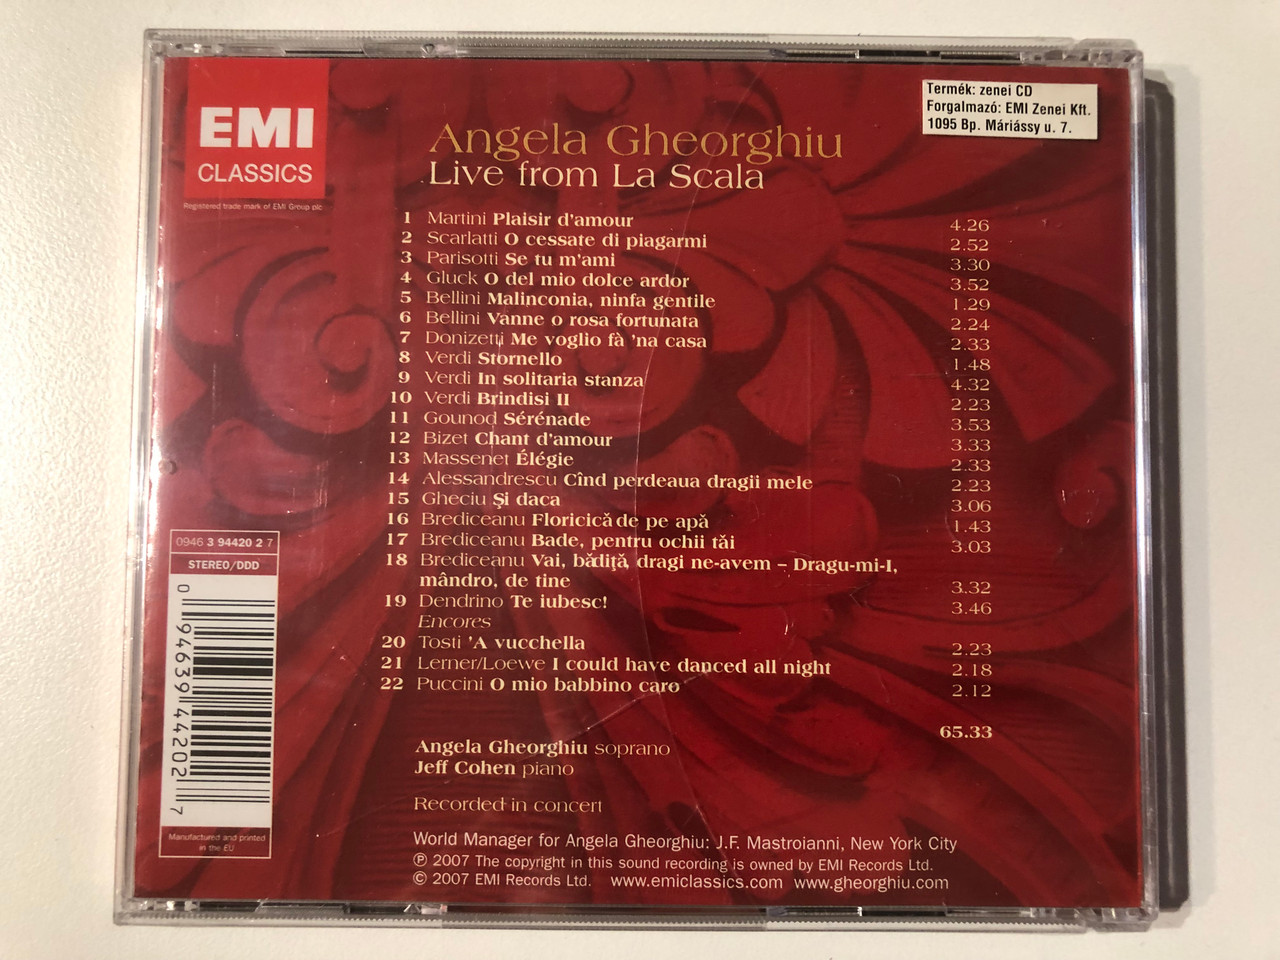 EMI
CLASSICS
Registered trade mark of EMI Group plc
Termék: zenei CD
Forgalmazó: EMI Zenei Kft.
1095 Bp. Máriássy u. 7.
Angela Gheorghiu
Live from La Scala
1 Martini Plaisir d'amour 4.26
2 Scarlatti O cessate di piagarmi 2.52
3 Parisotti Se tu m'ami 3.30
4 Gluck O del mio dolce ardor 3.52
5 Bellini Malinconia, ninfa gentile 1.29
6 Bellini Vanne o rosa fortunata 2.24
7 Donizetti Me voglio fà 'na casa 2.33
8 Verdi Stornello 1.48
9 Verdi In solitaria stanza 4.32
10 Verdi Brindisi II 2.23
11 Gounod Sérénade 3.53
12 Bizet Chant d'amour 3.33
13 Massenet Élégie 2.33
14 Alessandrescu Cînd perdeaua dragii mele 2.23
15 Gheciu Şi daca 3.06
16 Brediceanu Floricică de pe apă 1.43
17 Brediceanu Bade, pentru ochii tăi 3.03
18 Brediceanu Vai, bădiţă, dragi ne-avem – Dragu-mi-I,
mândro, de tine 3.32
19 Dendrino Te iubesc! 3.46
Encores
20 Tosti 'A vucchella 2.23
21 Lerner/Loewe I could have danced all night 2.18
22 Puccini O mio babbino caro 2.12
65.33
Angela Gheorghiu soprano
Jeff Cohen piano
Recorded in concert
World Manager for Angela Gheorghiu: J.F. Mastroianni, New York City
℗ 2007 The copyright in this sound recording is owned by EMI Records Ltd.
© 2007 EMI Records Ltd. www.emiclassics.com www.gheorghiu.com
0946 3 94420 2 7
STEREO/DDD
0 94639 44202 7
Manufactured and printed
in the EU